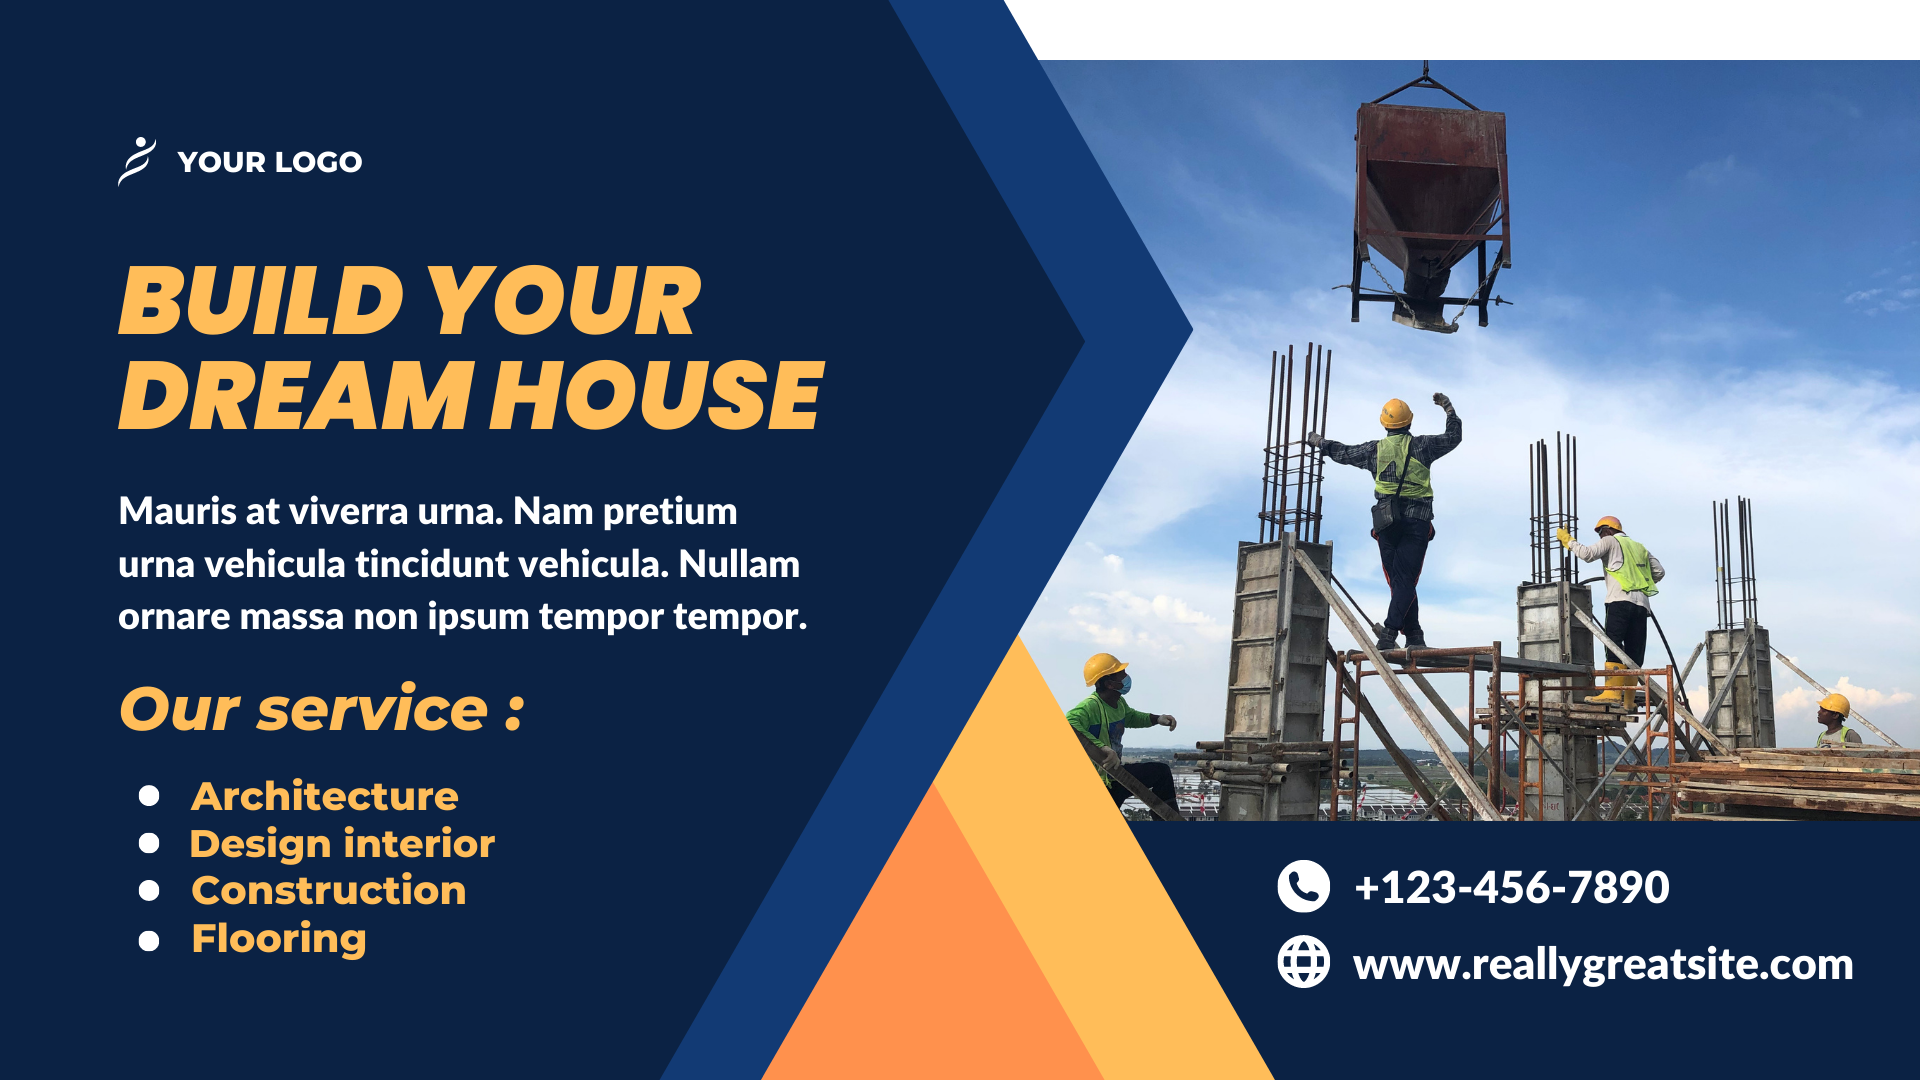 YOUR LOGO
BUILD YOUR
DREAM HOUSE
Mauris at viverra urna. Nam pretium
urna vehicula tincidunt vehicula. Nullam
ornare massa non ipsum tempor tempor.
Our service :
Architecture
Design interior
Construction
Flooring
+123-456-7890
www.reallygreatsite.com